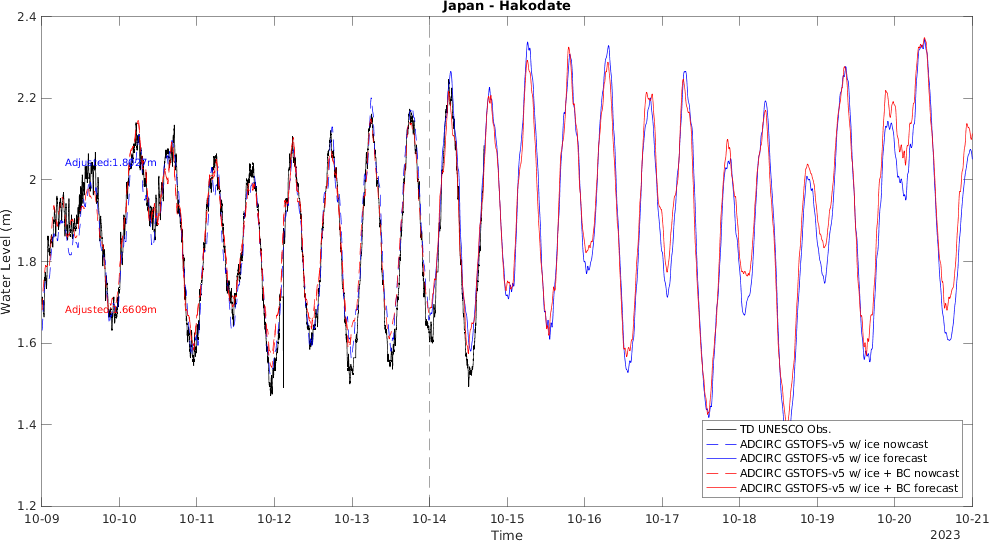 Japan - Hakodate
2.4
2.2
2
1.8
1.6
1.4
1.2
Water Level (m)
Adjusted:
Adjusted: .6609m
10-09
10-10
10-11
10-12
10-13
10-14
10-15
10-16
10-17
10-18
10-19
10-20
10-21
Time
2023
TD UNESCO Obs.
ADCIRC GSTOFS-v5 w/ ice nowcast
ADCIRC GSTOFS-v5 w/ ice forecast
ADCIRC GSTOFS-v5 w/ ice + BC nowcast
ADCIRC GSTOFS-v5 w/ ice + BC forecast